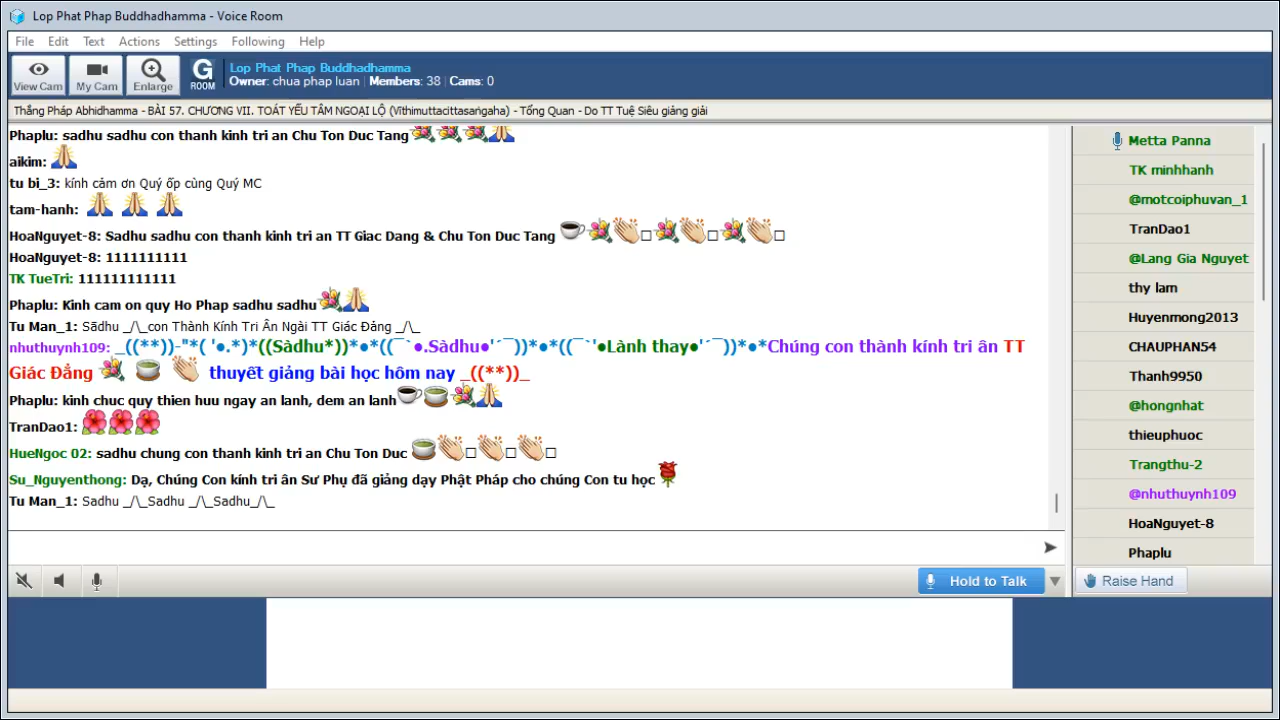 Lop Phat Phap Buddhadhamma - Voice Room
File Edit Text Actions Settings Following Help
View Cam My Cam Enlarge G ROOM
Lop Phat Phap Buddhadhamma
Owner: chua phap luan Members: 38 Cams: 0
Thắng Pháp Abhidhamma - BÀI 57. CHƯƠNG VII. TOÁT YẾU TÂM NGOẠI LỘ (Vīthimuttacittasaṅgaha) - Tổng Quan - Do TT Tuệ Siêu giảng giải
Phaplu: sadhu sadhu con thanh kinh tri an Chu Ton Duc Tang
aikim:
tu bi_3: kính cảm ơn Quý ốp cùng Quý MC
tam-hanh:
HoaNguyet-8: Sadhu sadhu con thanh kinh tri an TT Giac Dang & Chu Ton Duc Tang
HoaNguyet-8: 1111111111
TK TueTri: 111111111111
Phaplu: Kinh cam on quy Ho Phap sadhu sadhu
Tu Man_1: Sādhu _/\_con Thành Kính Tri Ân Ngài TT Giác Đảng _/\_
nhuthuynh109: _((**))-"*( '●.*)*((Sàdhu*))*●*((¯`●.Sàdhu●'´¯))*●*((¯`'●Lành thay●'´¯))*●*Chúng con thành kính tri ân TT
Giác Đẳng thuyết giảng bài học hôm nay _((**))_
Phaplu: kinh chuc quy thien huu ngay an lanh, dem an lanh
TranDao1:
HueNgoc 02: sadhu chung con thanh kinh tri an Chu Ton Duc
Su_Nguyenthong: Dạ, Chúng Con kính tri ân Sư Phụ đã giảng dạy Phật Pháp cho chúng Con tu học
Tu Man_1: Sadhu _/\_Sadhu _/\_Sadhu_/\_
Metta Panna
TK minhhanh
@motcoiphuvan_1
TranDao1
@Lang Gia Nguyet
thy lam
Huyenmong2013
CHAUPHAN54
Thanh9950
@hongnhat
thieuphuoc
Trangthu-2
@nhuthuynh109
HoaNguyet-8
Phaplu
Hold to Talk
Raise Hand